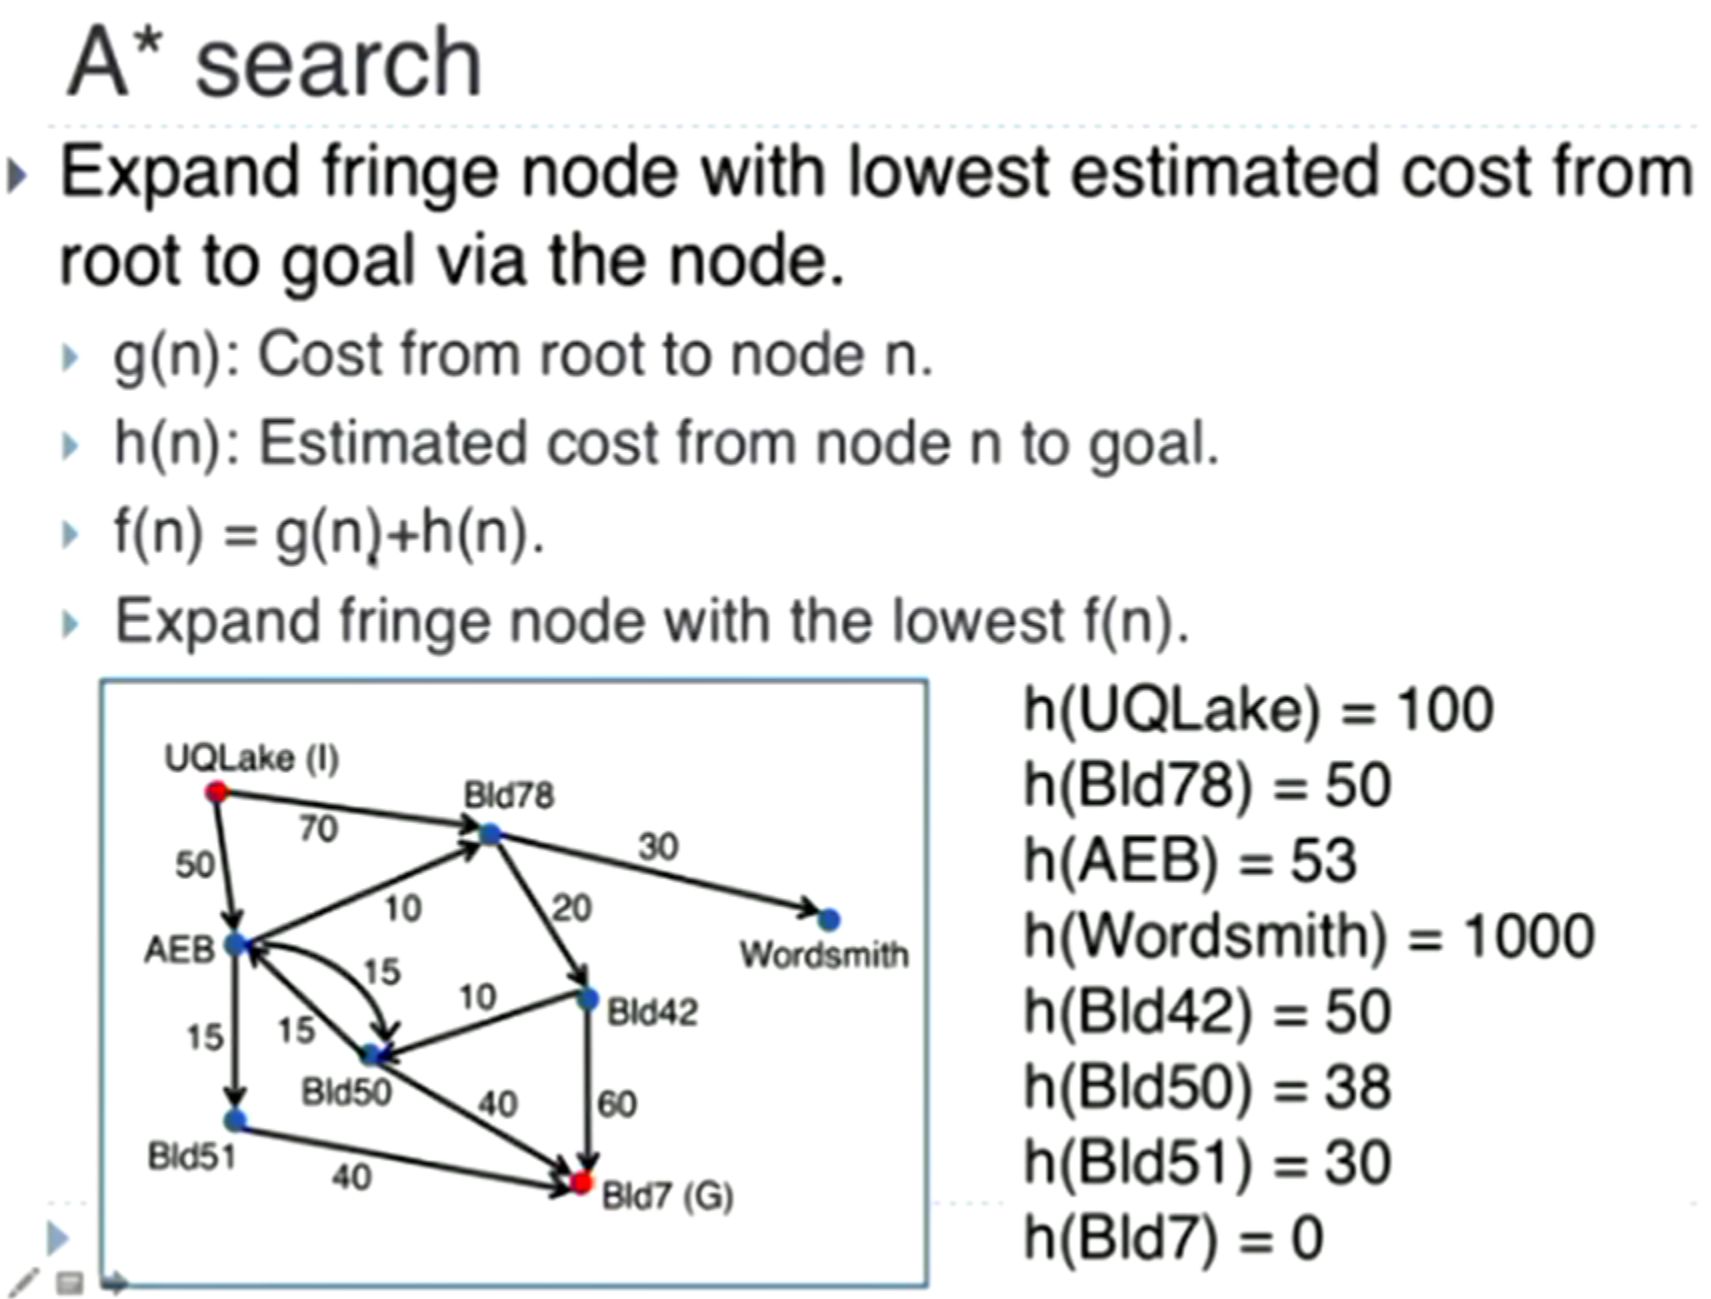 A* search
Expand fringe node with lowest estimated cost from
root to goal via the node.
g(n): Cost from root to node n.
h(n): Estimated cost from node n to goal.
f(n) = g(n)+h(n).
Expand fringe node with the lowest f(n).
UQLake (I)
Bld78
70
30
50
10
20
AEB
Wordsmith
15
10
Bld42
15
15
Bld50
40
60
Bld51
40
Bld7 (G)
h(UQLake) = 100
h(Bld78) = 50
h(AEB) = 53
h(Wordsmith) = 1000
h(Bld42) = 50
h(Bld50) = 38
h(Bld51) = 30
h(Bld7) = 0